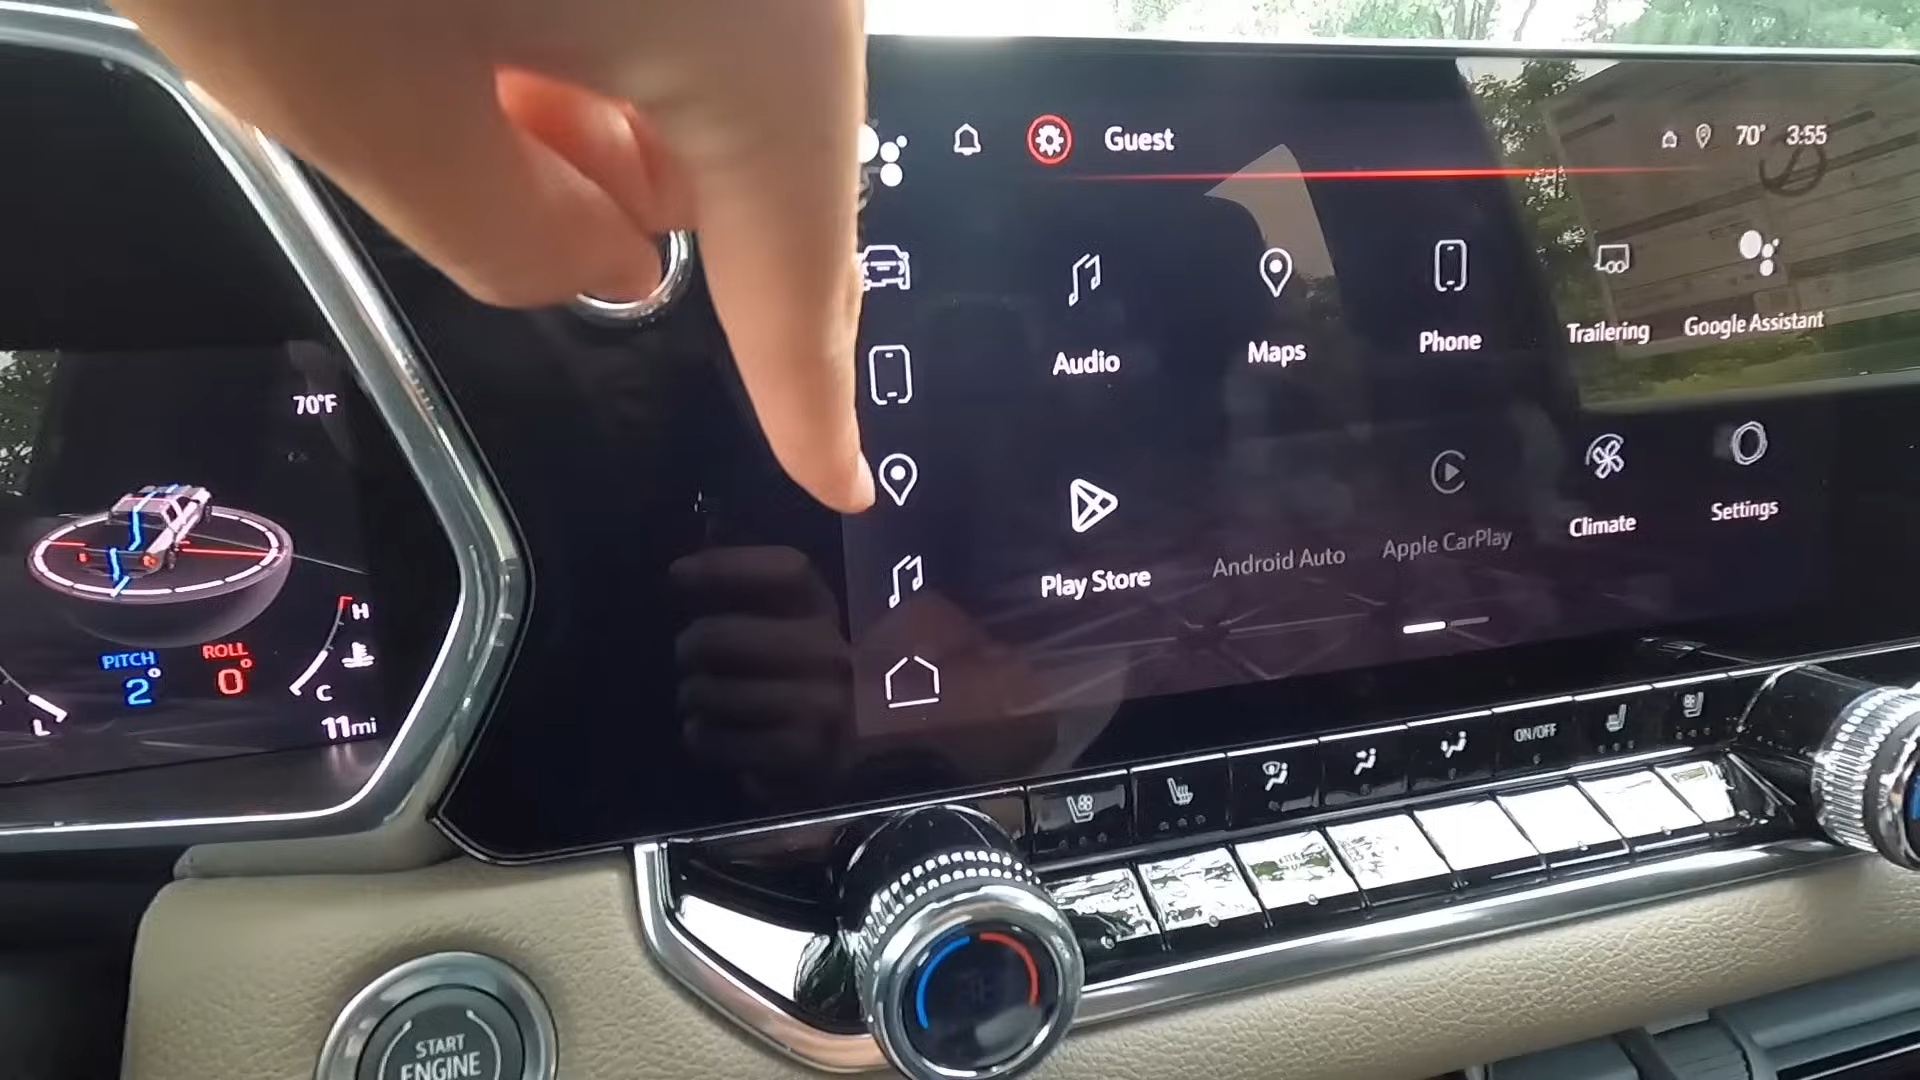 Guest
70° 3:55
Audio
Maps
Phone
Trailering
Google Assistant
Play Store
Android Auto
Apple CarPlay
Climate
Settings
70°F
H
PITCH
2°
ROLL
0°
C
L
11mi
ON/OFF
START
ENGINE